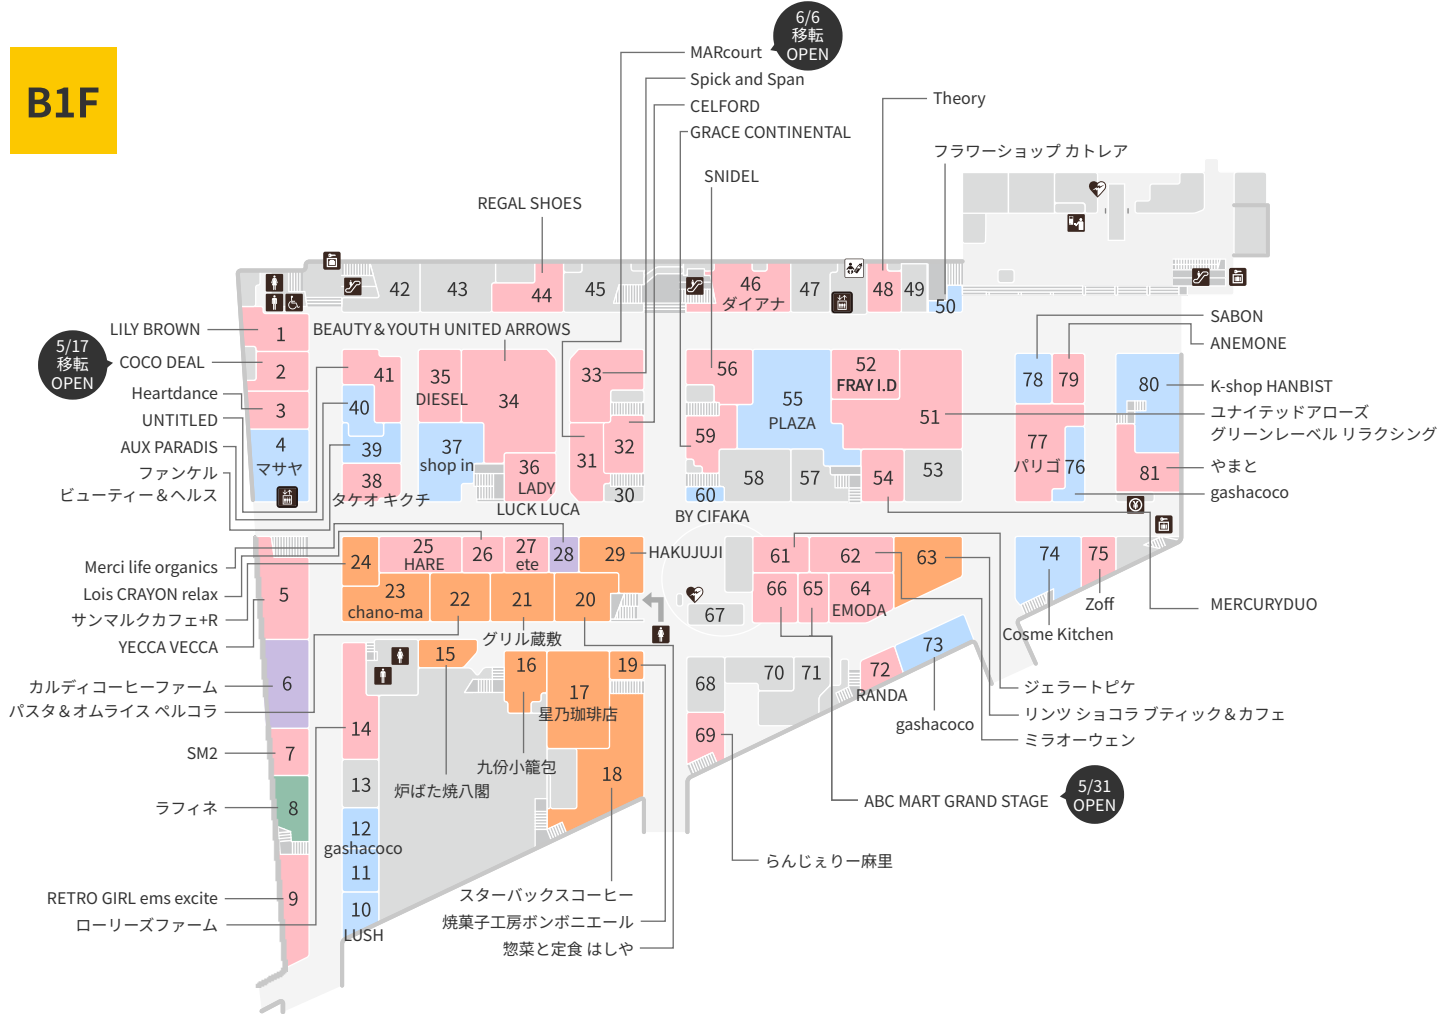 B1F
6/6
移転
OPEN
MARcourt
Spick and Span
CELFORD
GRACE CONTINENTAL
SNIDEL
REGAL SHOES
Theory
フラワーショップ カトレア
42
43
44
45
46
ダイアナ
47
48
49
50
LILY BROWN
1
BEAUTY＆YOUTH UNITED ARROWS
5/17
移転
OPEN
COCO DEAL
2
Heartdance
3
UNTITLED
4
マサヤ
AUX PARADIS
ファンケル
ビューティー＆ヘルス
41
40
39
38
タケオ キクチ
35
DIESEL
34
37
shop in
36
LADY
LUCK LUCA
33
32
31
30
56
59
60
BY CIFAKA
55
PLAZA
58
57
52
FRAY I.D
51
54
53
SABON
ANEMONE
78
79
80
K-shop HANBIST
ユナイテッドアローズ
グリーンレーベル リラクシング
77
パリゴ
76
81
やまと
gashacoco
Merci life organics
Lois CRAYON relax
サンマルクカフェ+R
YECCA VECCA
カルディコーヒーファーム
パスタ＆オムライス ペルコラ
SM2
ラフィネ
RETRO GIRL ems excite
ローリーズファーム
5
6
7
8
9
24
25
HARE
26
27
ete
28
29
HAKUJUJI
23
chano-ma
22
21
20
グリル蔵敷
61
62
63
66
65
64
EMODA
67
74
75
Zoff
Cosme Kitchen
MERCURYDUO
15
16
17
星乃珈琲店
19
14
13
12
gashacoco
11
10
LUSH
炉ばた焼八閣
九份小籠包
18
68
69
70
71
72
RANDA
73
gashacoco
ジェラートピケ
リンツ ショコラ ブティック＆カフェ
ミラオーウェン
ABC MART GRAND STAGE
5/31
OPEN
らんじぇりー麻里
スターバックスコーヒー
焼菓子工房ボンボニエール
惣菜と定食 はしや